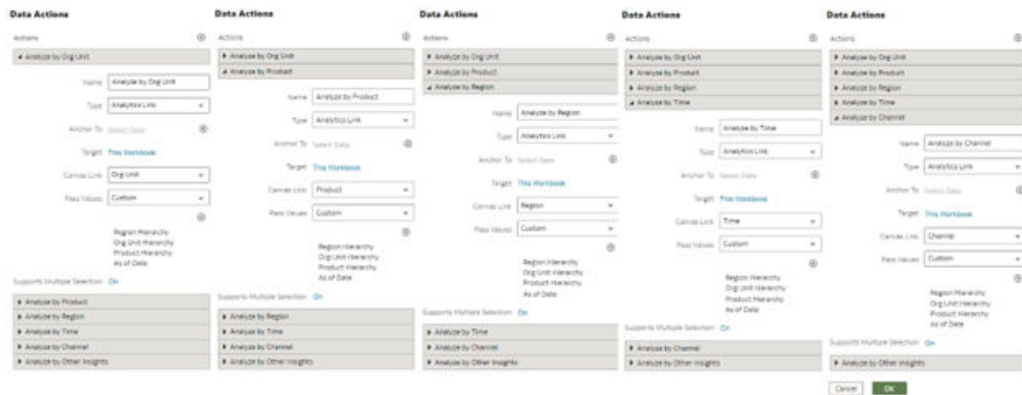 Data Actions
Actions
Analyze by Org Unit
Name Analyze by Org Unit
Type Analytics Link
Anchor To Select Data
Target This Workbook
Canvas Link Org Unit
Pass Values Custom
Region Hierarchy
Org Unit Hierarchy
Product Hierarchy
As of Date
Supports Multiple Selection On
Analyze by Product
Analyze by Region
Analyze by Time
Analyze by Channel
Analyze by Other Insights
Data Actions
Actions
Analyze by Org Unit
Analyze by Product
Name Analyze by Product
Type Analytics Link
Anchor To Select Data
Target This Workbook
Canvas Link Product
Pass Values Custom
Region Hierarchy
Org Unit Hierarchy
Product Hierarchy
As of Date
Supports Multiple Selection On
Analyze by Region
Analyze by Time
Analyze by Channel
Analyze by Other Insights
Data Actions
Actions
Analyze by Org Unit
Analyze by Product
Analyze by Region
Name Analyze by Region
Type Analytics Link
Anchor To Select Data
Target This Workbook
Canvas Link Region
Pass Values Custom
Region Hierarchy
Org Unit Hierarchy
Product Hierarchy
As of Date
Supports Multiple Selection On
Analyze by Time
Analyze by Channel
Analyze by Other Insights
Data Actions
Actions
Analyze by Org Unit
Analyze by Product
Analyze by Region
Analyze by Time
Name Analyze by Time
Type Analytics Link
Anchor To Select Data
Target This Workbook
Canvas Link Time
Pass Values Custom
Region Hierarchy
Org Unit Hierarchy
Product Hierarchy
As of Date
Supports Multiple Selection On
Analyze by Channel
Analyze by Other Insights
Data Actions
Actions
Analyze by Org Unit
Analyze by Product
Analyze by Region
Analyze by Time
Analyze by Channel
Name Analyze by Channel
Type Analytics Link
Anchor To Select Data
Target This Workbook
Canvas Link Channel
Pass Values Custom
Region Hierarchy
Org Unit Hierarchy
Product Hierarchy
As of Date
Supports Multiple Selection On
Analyze by Other Insights
Cancel OK